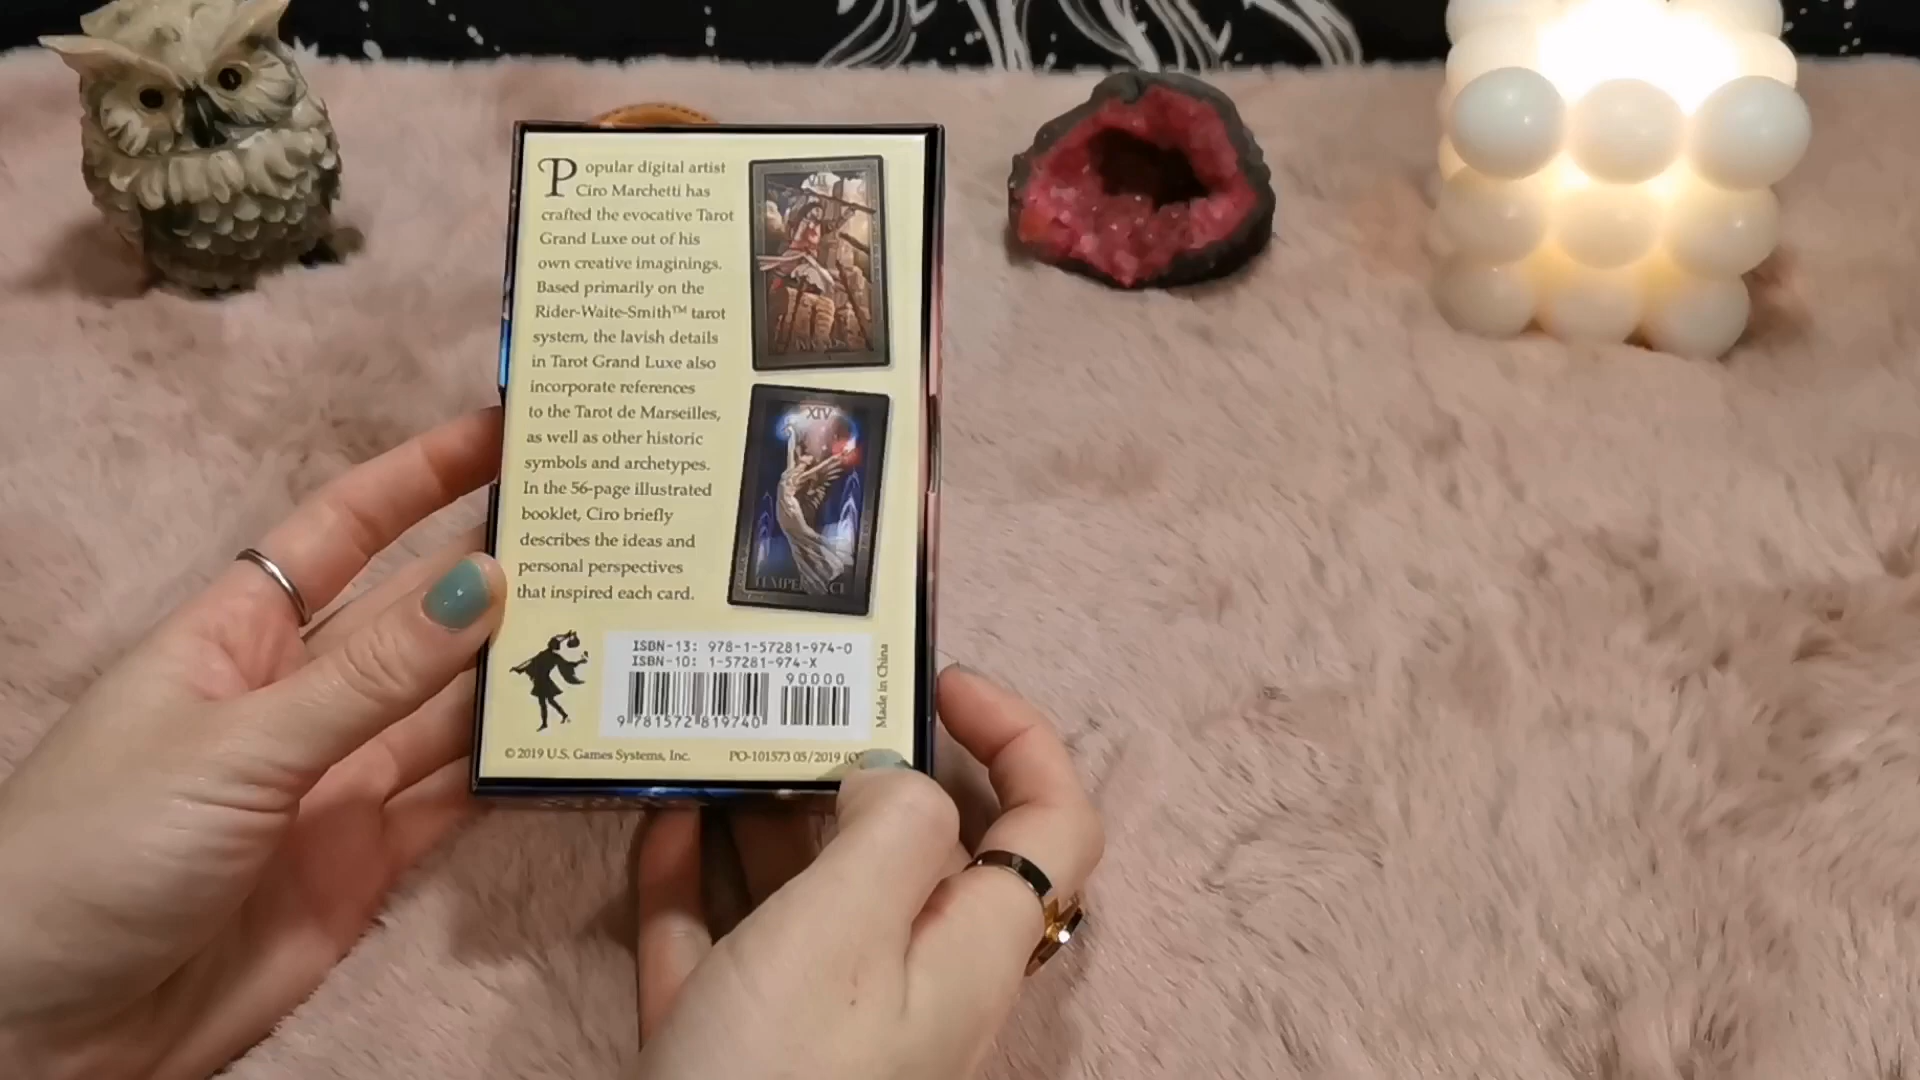 Popular digital artist
Ciro Marchetti has
crafted the evocative Tarot
Grand Luxe out of his
own creative imaginings.
Based primarily on the
Rider-Waite-Smith™ tarot
system, the lavish details
in Tarot Grand Luxe also
incorporate references
to the Tarot de Marseilles,
as well as other historic
symbols and archetypes.
In the 56-page illustrated
booklet, Ciro briefly
describes the ideas and
personal perspectives
that inspired each card.
XIV
ISBN-13: 978-1-57281-974-0
ISBN-10: 1-57281-974-X
90000
9 781572 819740
Made in China
© 2019 U.S. Games Systems, Inc.
PO-101573 05/2019